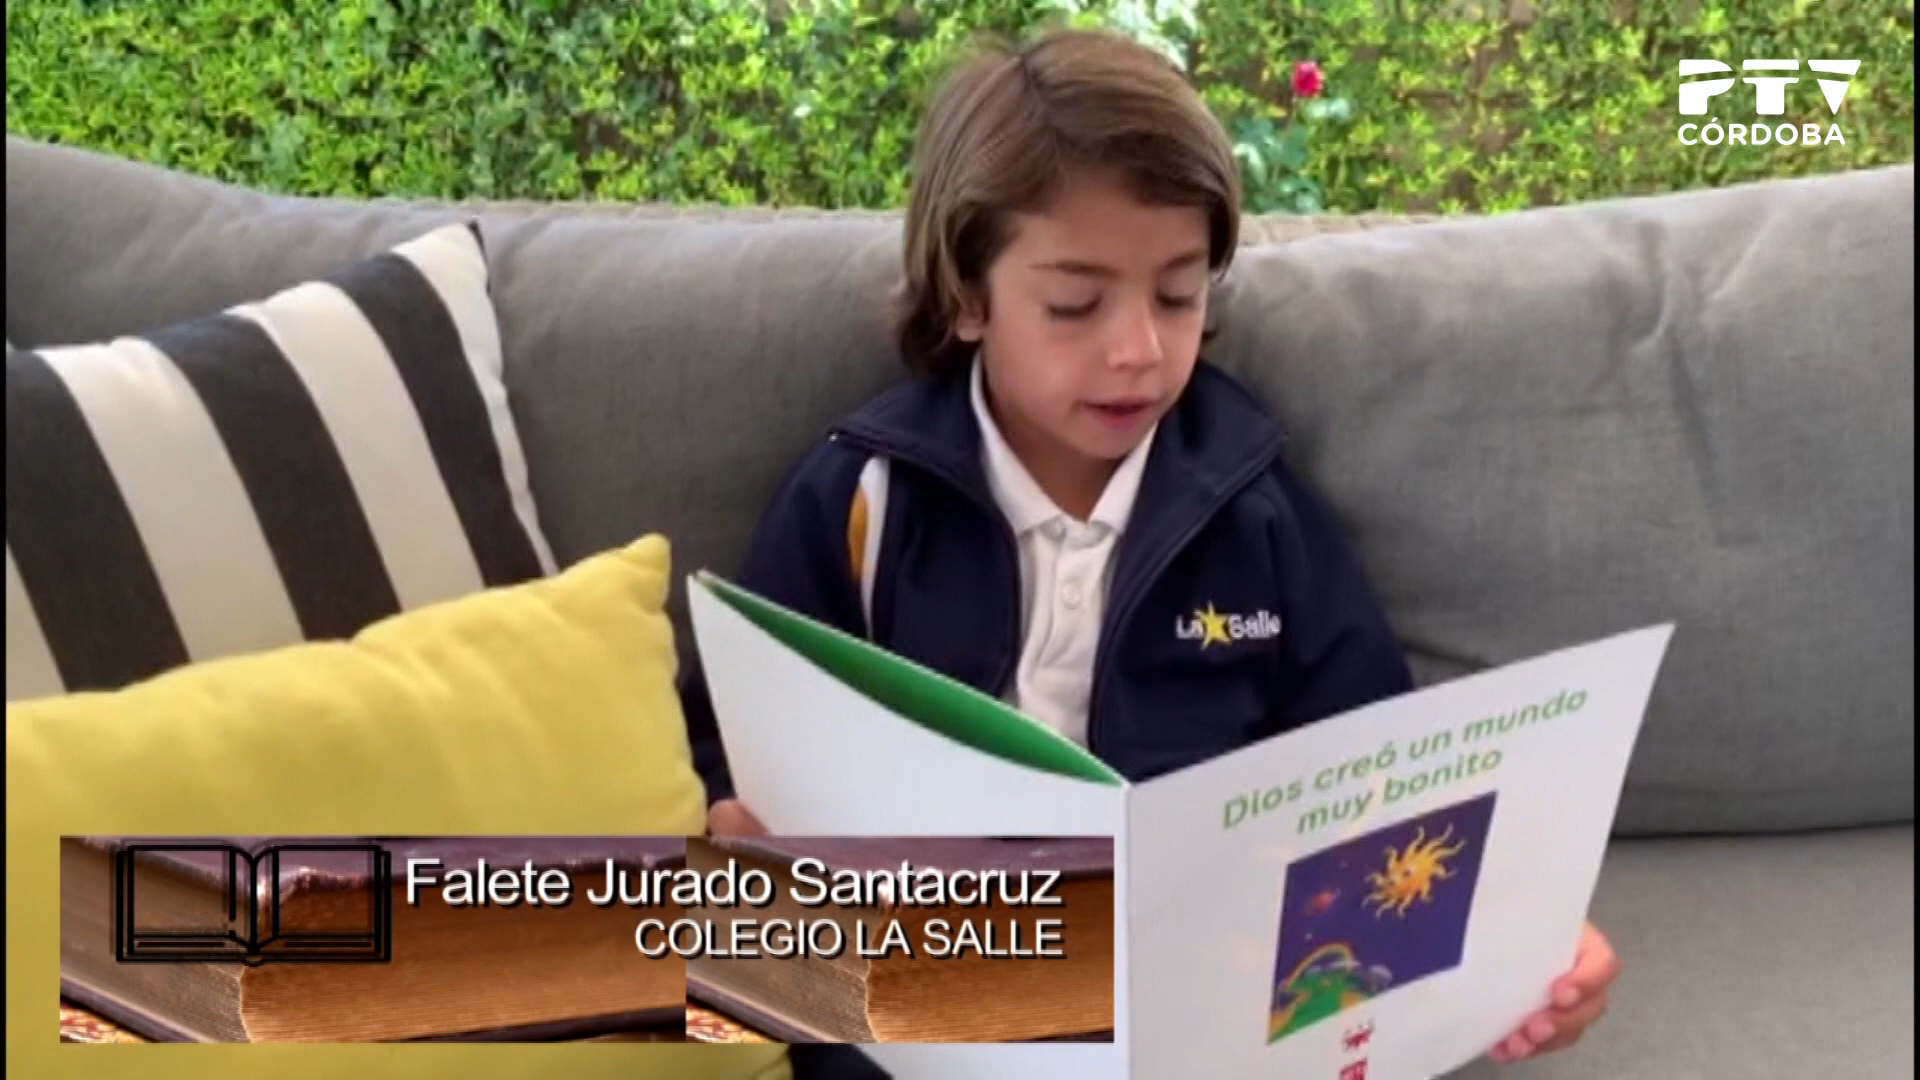 PTV
CÓRDOBA
La Salle
Dios creó un mundo
muy bonito
Falete Jurado Santacruz
COLEGIO LA SALLE